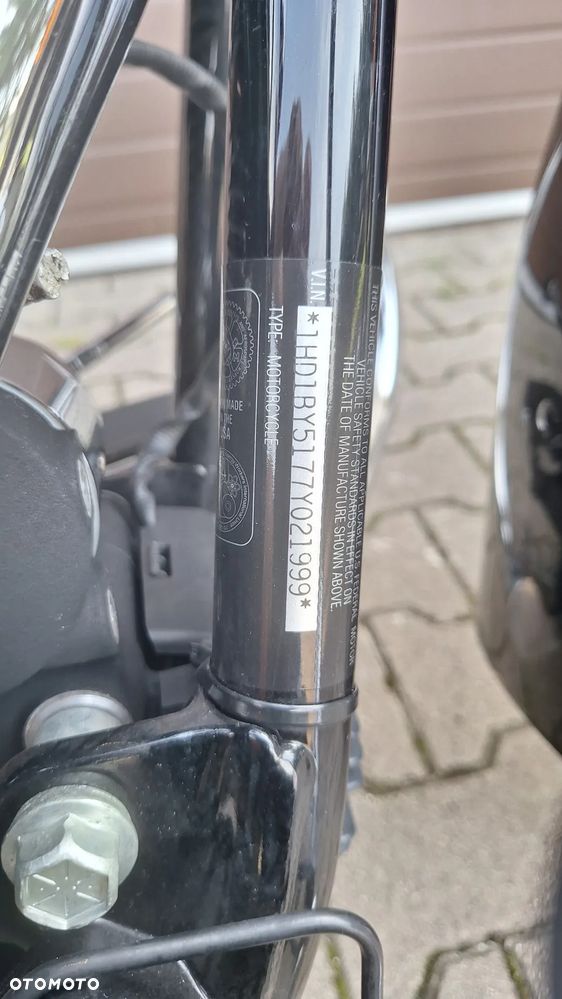 THIS VEHICLE CONFORMS TO ALL APPLICABLE U.S. FEDERAL MOTOR
VEHICLE SAFETY STANDARDS IN EFFECT ON
THE DATE OF MANUFACTURE SHOWN ABOVE.
V.I.N.
*1HD1BY5177Y021999*
TYPE: MOTORCYCLE
MADE
THE
USA
OTOMOTO